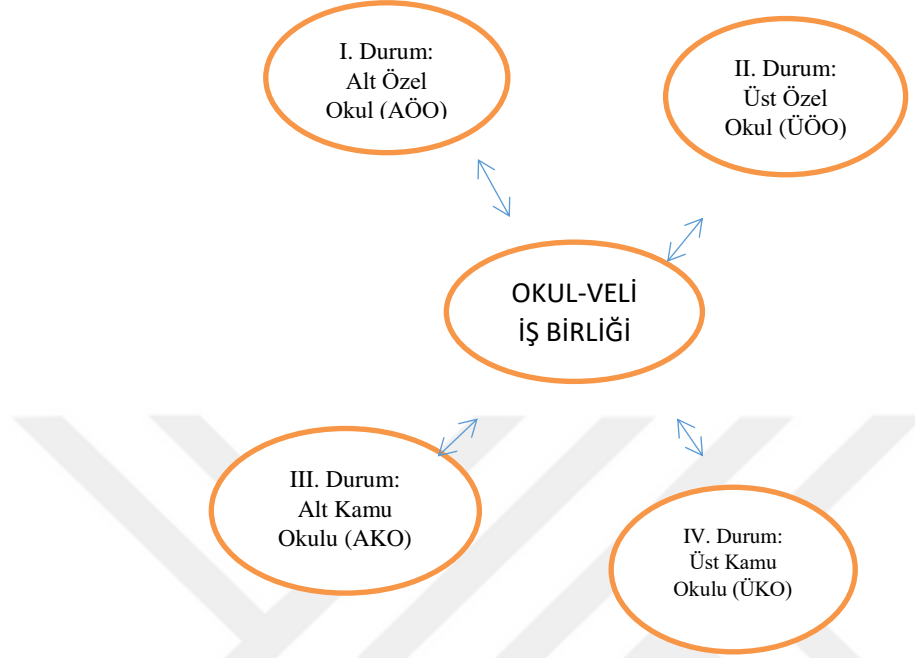 I. Durum:
Alt Özel
Okul (AÖO)
II. Durum:
Üst Özel
Okul (ÜÖO)
OKUL-VELİ
İŞ BİRLİĞİ
III. Durum:
Alt Kamu
Okulu (AKO)
IV. Durum:
Üst Kamu
Okulu (ÜKO)